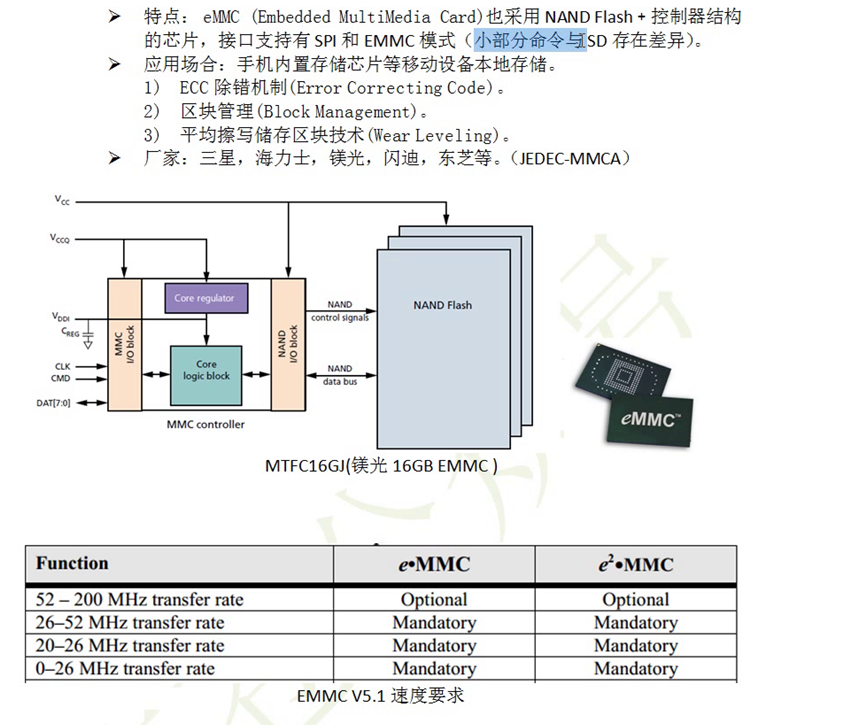 ➤ 特点：eMMC (Embedded MultiMedia Card)也采用 NAND Flash + 控制器结构
的芯片，接口支持有 SPI 和 EMMC 模式（小部分命令与 SD 存在差异）。
➤ 应用场合：手机内置存储芯片等移动设备本地存储。
1) ECC 除错机制(Error Correcting Code)。
2) 区块管理(Block Management)。
3) 平均擦写储存区块技术(Wear Leveling)。
➤ 厂家：三星，海力士，镁光，闪迪，东芝等。（JEDEC-MMCA）
VCC
VCCQ
Core regulator
NAND Flash
VDDI
CREG
MMC I/O block
NAND I/O block
NAND
control signals
Core
logic block
CLK
CMD
NAND
data bus
DAT[7:0]
MMC controller
eMMC™
MTFC16GJ(镁光 16GB EMMC )
Function e•MMC e²•MMC
52 – 200 MHz transfer rate Optional Optional
26–52 MHz transfer rate Mandatory Mandatory
20–26 MHz transfer rate Mandatory Mandatory
0–26 MHz transfer rate Mandatory Mandatory
EMMC V5.1 速度要求